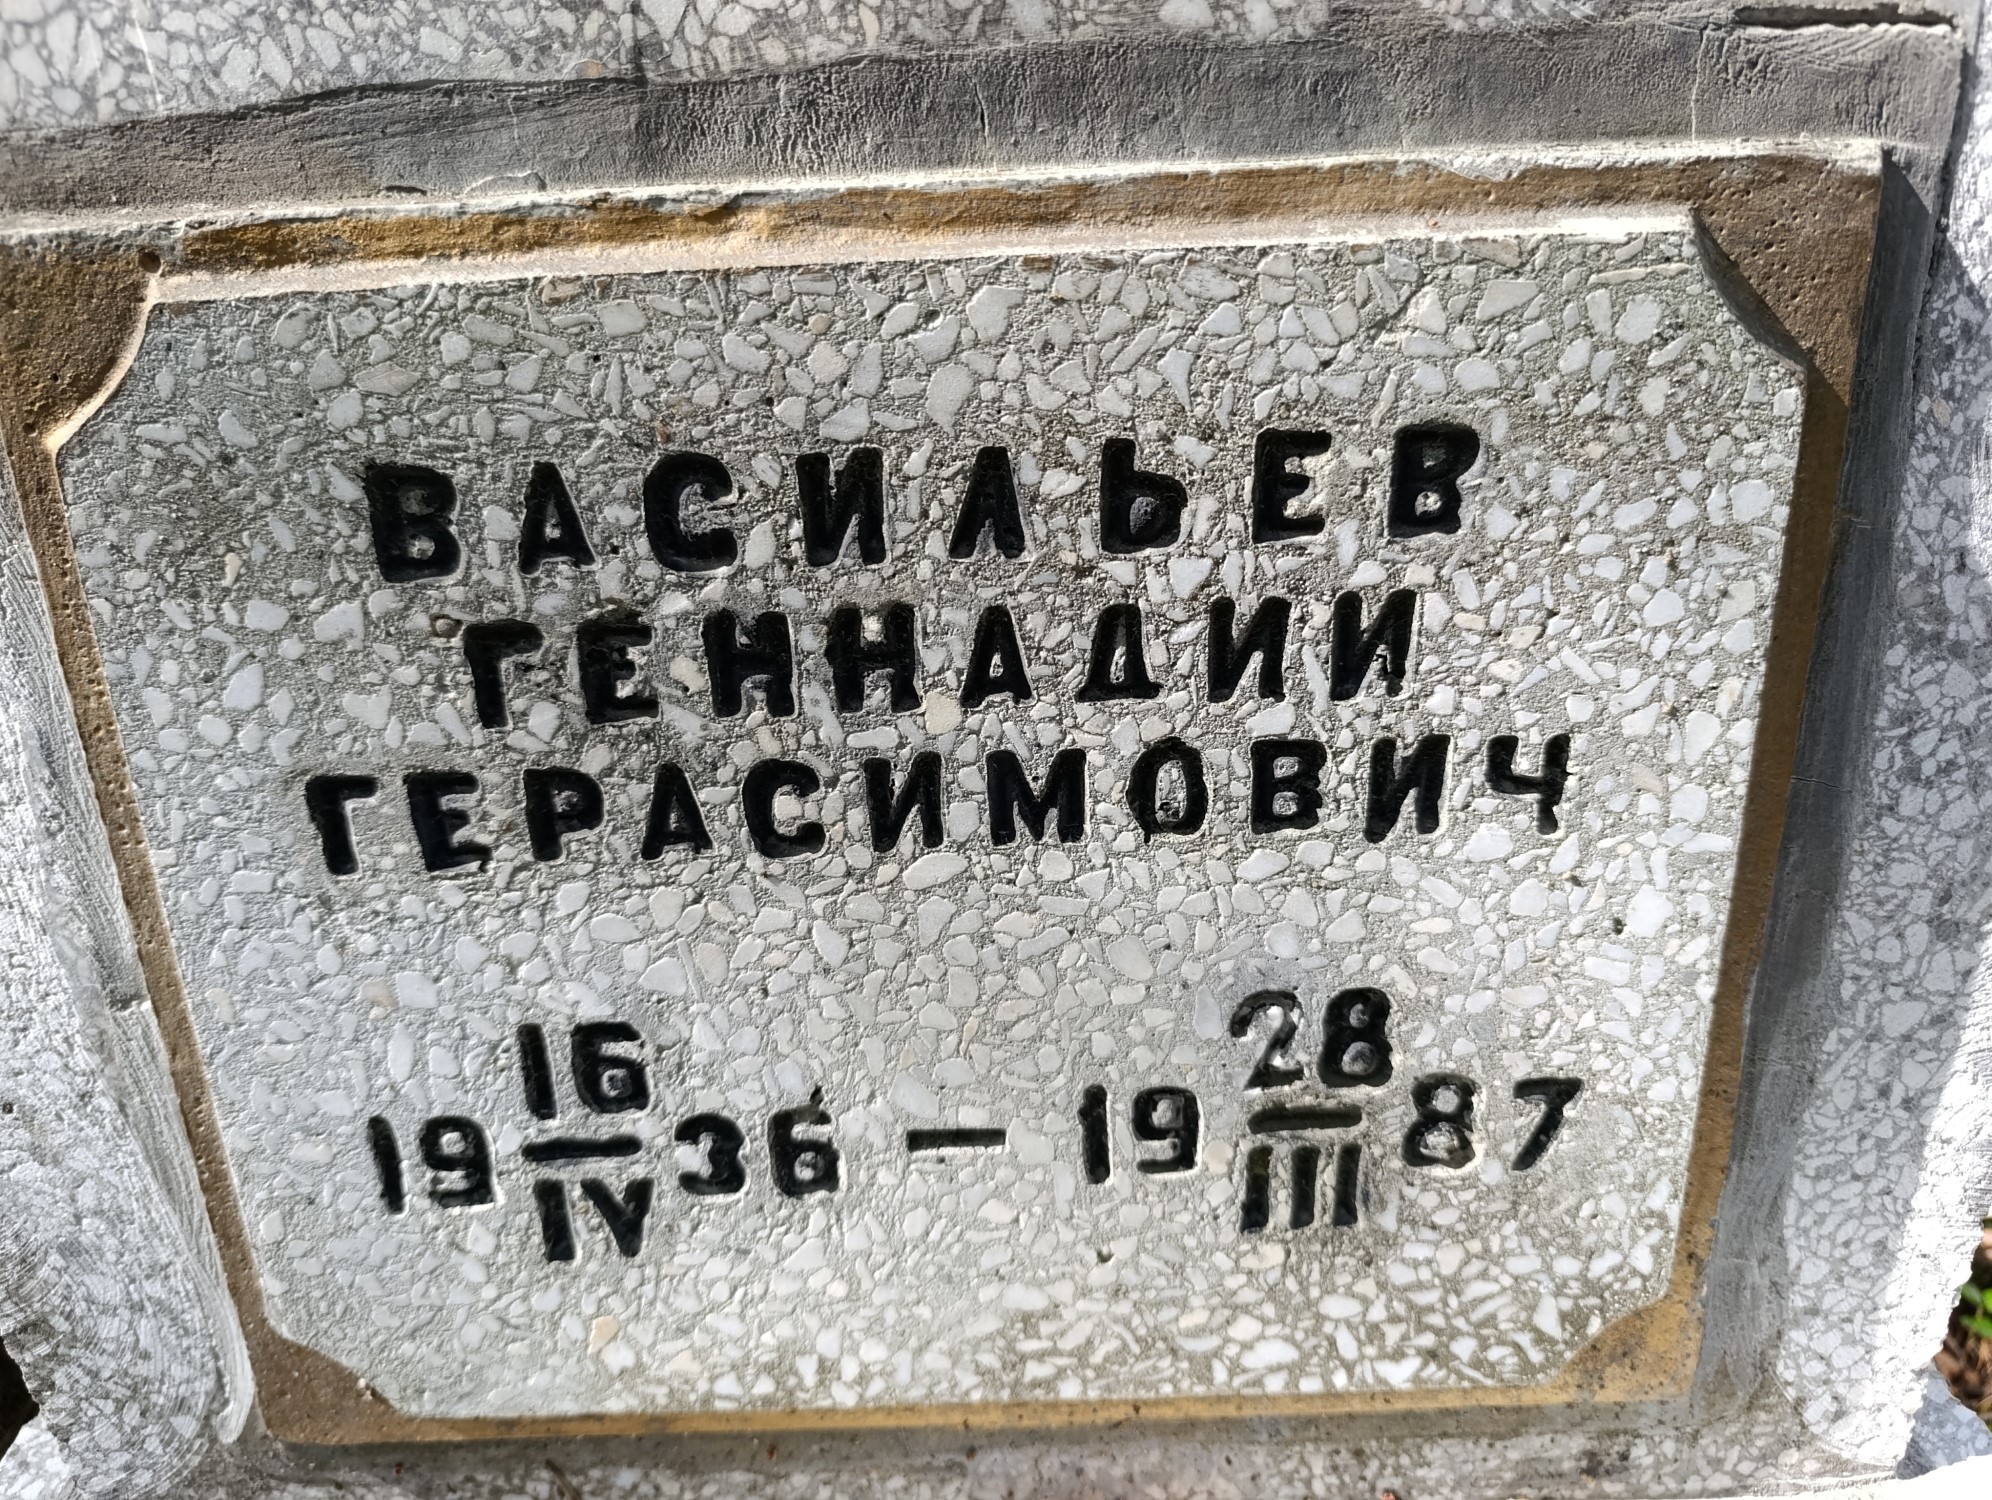 ВАСИЛЬЕВ
ГЕННАДИИ
ГЕРАСИМОВИЧ
19 16/IV 36 — 19 28/III 87